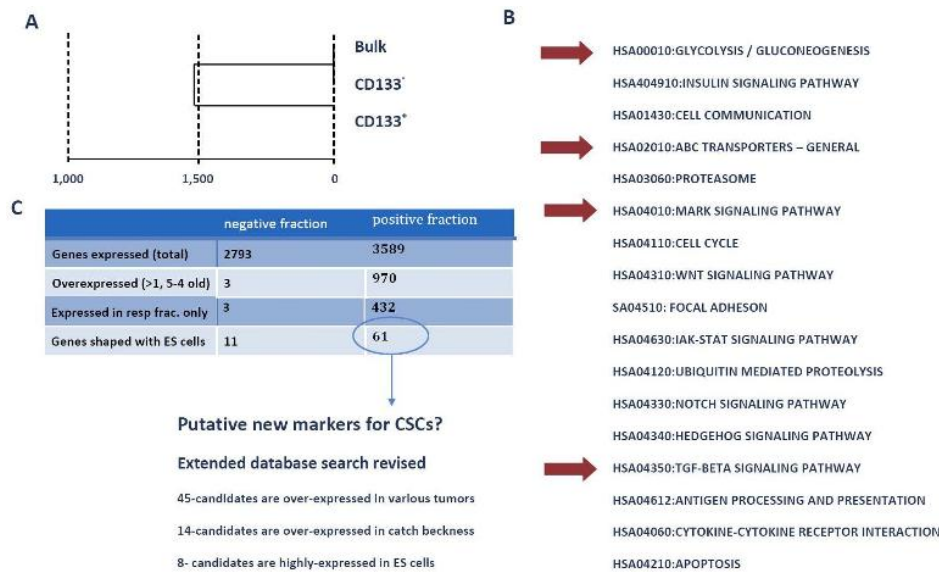 A
Bulk
CD133-
CD133+
1,000
1,500
0
B
HSA00010:GLYCOLYSIS / GLUCONEOGENESIS
HSA404910:INSULIN SIGNALING PATHWAY
HSA01430:CELL COMMUNICATION
HSA02010:ABC TRANSPORTERS – GENERAL
HSA03060:PROTEASOME
HSA04010:MARK SIGNALING PATHWAY
HSA04110:CELL CYCLE
HSA04310:WNT SIGNALING PATHWAY
SA04510: FOCAL ADHESON
HSA04630:IAK-STAT SIGNALING PATHWAY
HSA04120:UBIQUITIN MEDIATED PROTEOLYSIS
HSA04330:NOTCH SIGNALING PATHWAY
HSA04340:HEDGEHOG SIGNALING PATHWAY
HSA04350:TGF-BETA SIGNALING PATHWAY
HSA04612:ANTIGEN PROCESSING AND PRESENTATION
HSA04060:CYTOKINE-CYTOKINE RECEPTOR INTERACTION
HSA04210:APOPTOSIS
C
negative fraction positive fraction
Genes expressed (total) 2793 3589
Overexpressed (>1, 5-4 old) 3 970
Expressed in resp frac. only 3 432
Genes shaped with ES cells 11 61
Putative new markers for CSCs?
Extended database search revised
45-candidates are over-expressed in various tumors
14-candidates are over-expressed in catch beckness
8- candidates are highly-expressed in ES cells